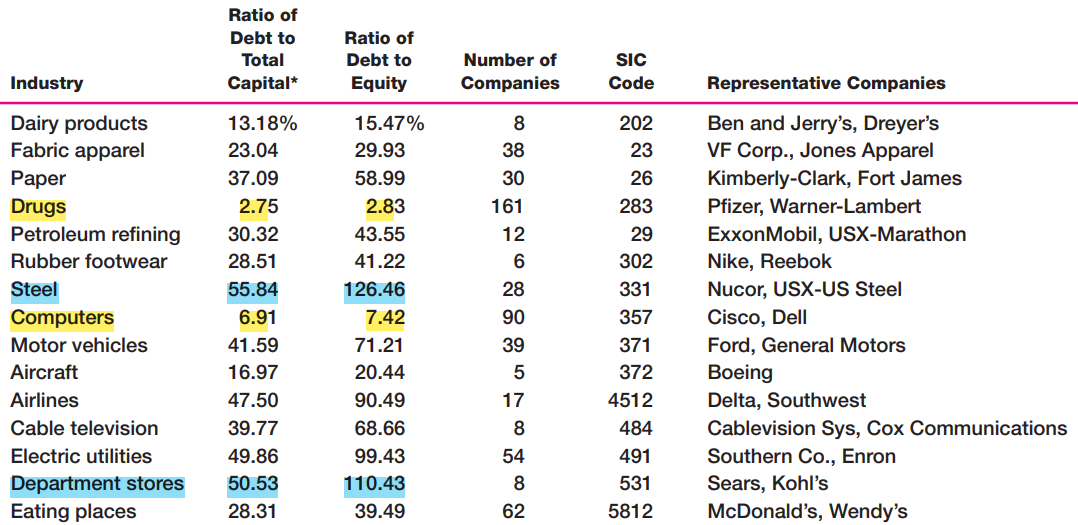 Ratio of
Debt to Ratio of
Total Debt to Number of SIC
Industry Capital* Equity Companies Code Representative Companies
Dairy products 13.18% 15.47% 8 202 Ben and Jerry's, Dreyer's
Fabric apparel 23.04 29.93 38 23 VF Corp., Jones Apparel
Paper 37.09 58.99 30 26 Kimberly-Clark, Fort James
Drugs 2.75 2.83 161 283 Pfizer, Warner-Lambert
Petroleum refining 30.32 43.55 12 29 ExxonMobil, USX-Marathon
Rubber footwear 28.51 41.22 6 302 Nike, Reebok
Steel 55.84 126.46 28 331 Nucor, USX-US Steel
Computers 6.91 7.42 90 357 Cisco, Dell
Motor vehicles 41.59 71.21 39 371 Ford, General Motors
Aircraft 16.97 20.44 5 372 Boeing
Airlines 47.50 90.49 17 4512 Delta, Southwest
Cable television 39.77 68.66 8 484 Cablevision Sys, Cox Communications
Electric utilities 49.86 99.43 54 491 Southern Co., Enron
Department stores 50.53 110.43 8 531 Sears, Kohl's
Eating places 28.31 39.49 62 5812 McDonald's, Wendy's